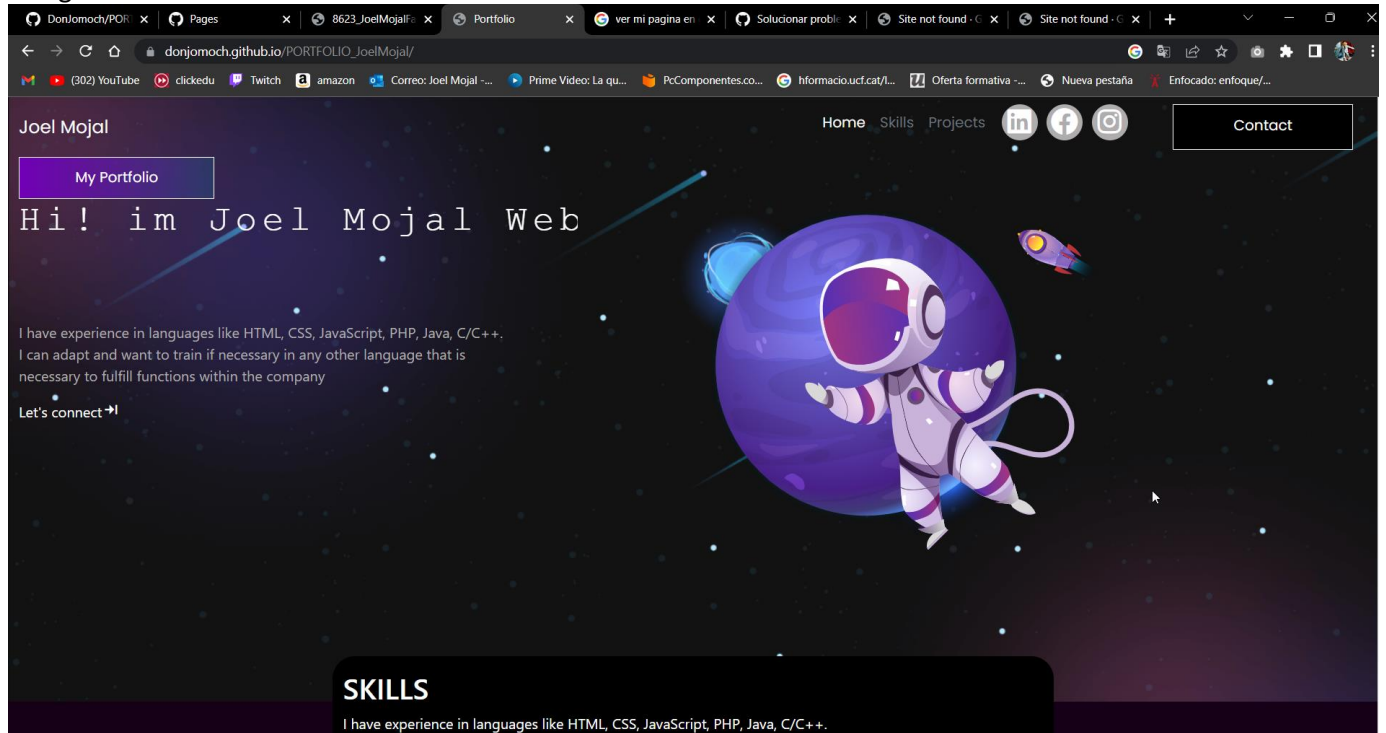 DonJomoch/POR
Pages
8623_JoelMojalFa
Portfolio
ver mi pagina en
Solucionar proble
Site not found · G
Site not found · G
donjomoch.github.io/PORTFOLIO_JoelMojal/
(302) YouTube
clickedu
Twitch
amazon
Correo: Joel Mojal -...
Prime Video: La qu...
PcComponentes.co...
hformacio.ucf.cat/l...
Oferta formativa -...
Nueva pestaña
Enfocado: enfoque/...
Joel Mojal
Home Skills Projects
in
Contact
My Portfolio
Hi! im Joel Mojal Web
I have experience in languages like HTML, CSS, JavaScript, PHP, Java, C/C++.
I can adapt and want to train if necessary in any other language that is
necessary to fulfill functions within the company
Let's connect
SKILLS
I have experience in languages like HTML, CSS, JavaScript, PHP, Java, C/C++.